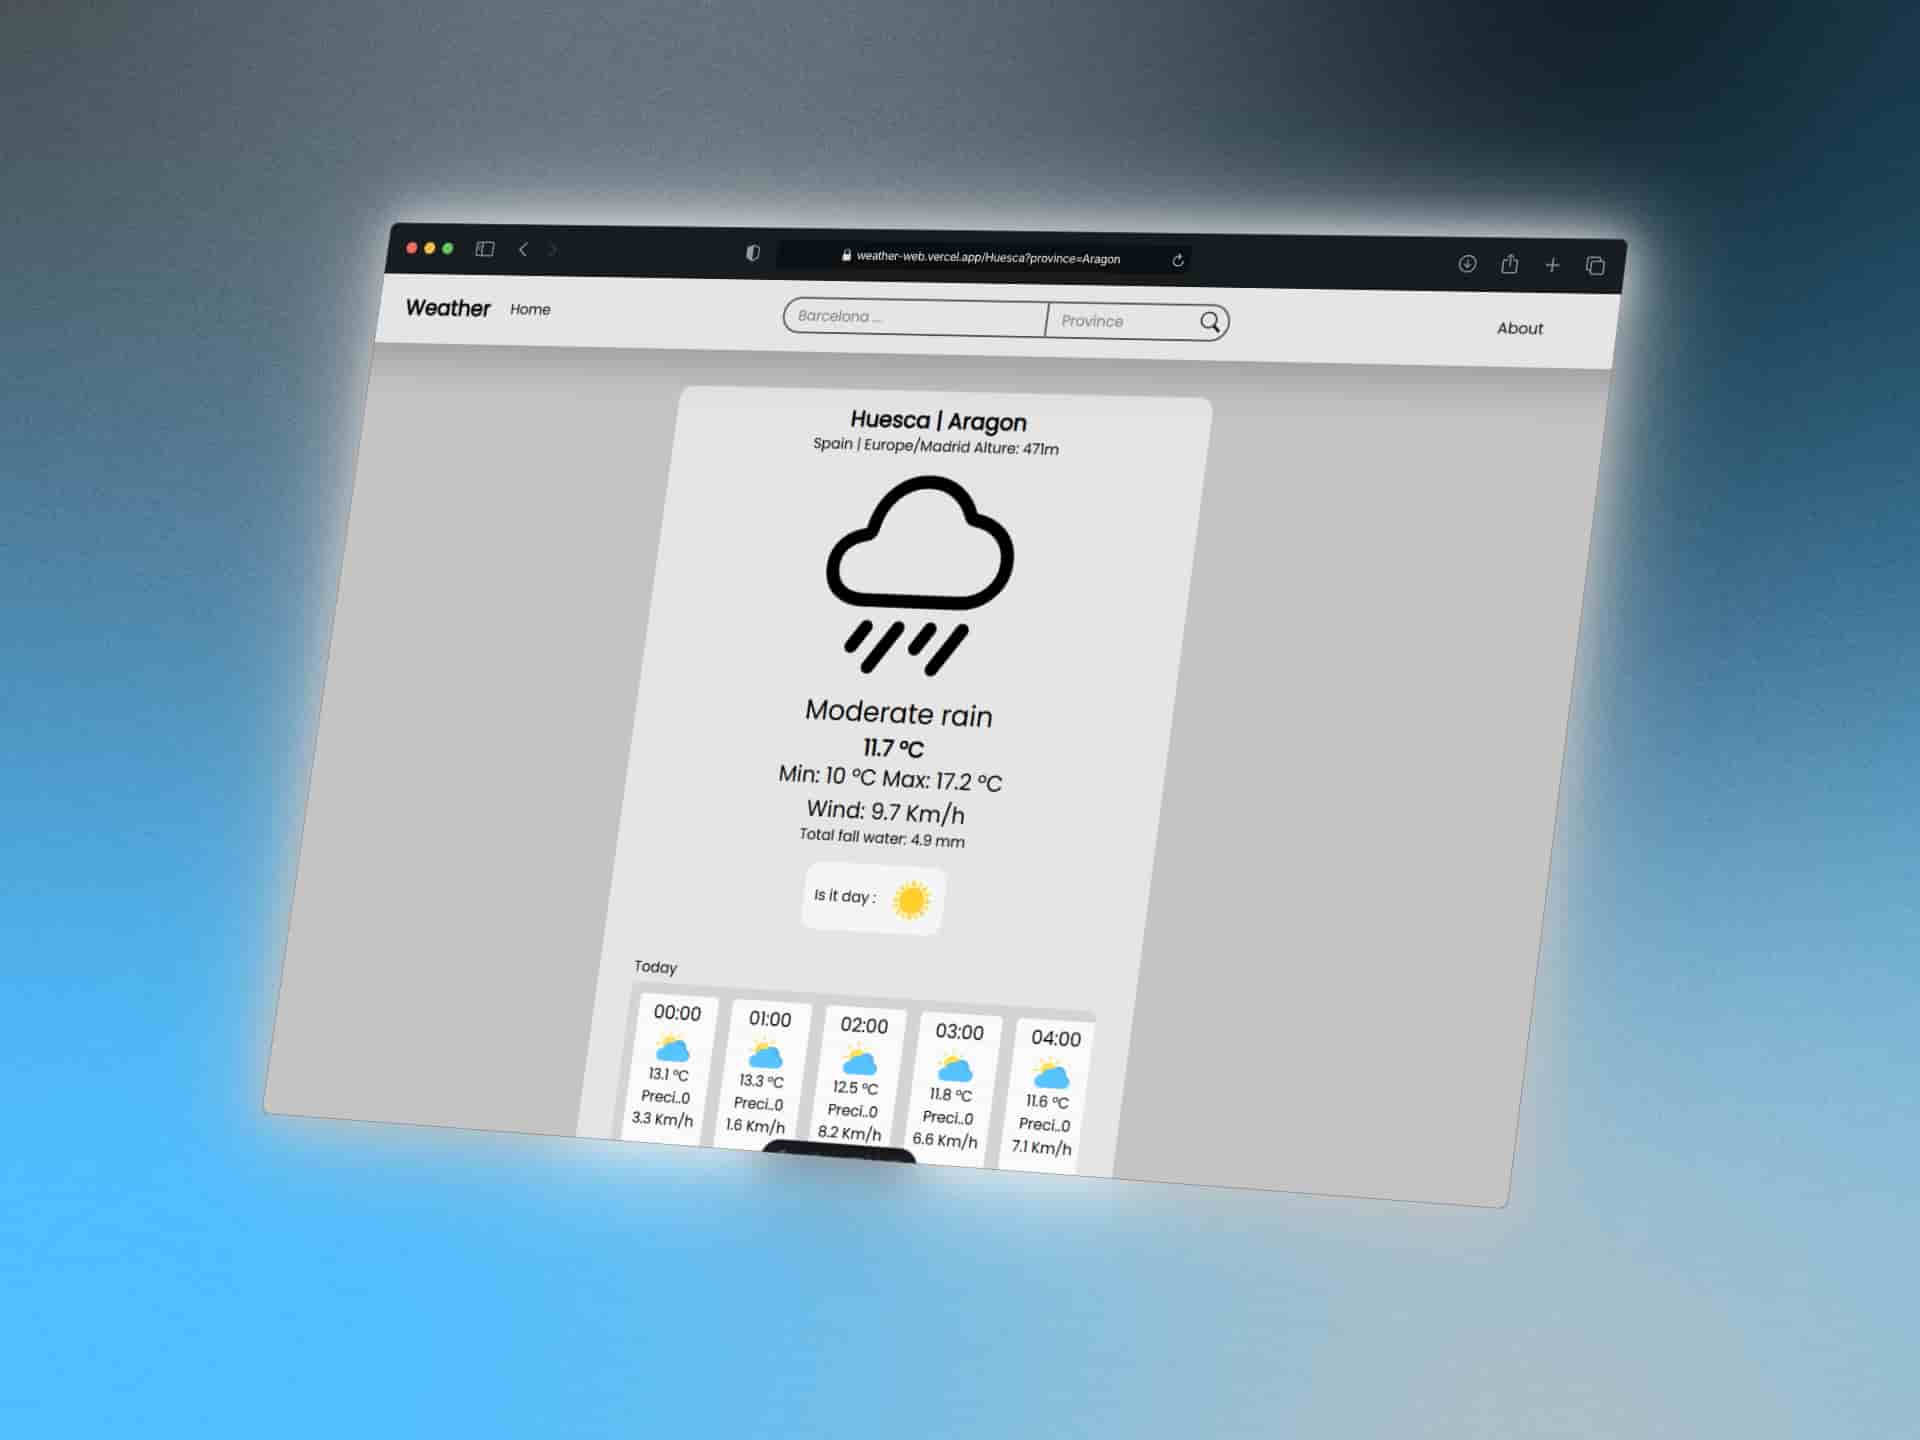 weather-web.vercel.app/Huesca?province=Aragon
Weather Home Barcelona ... Province About
Huesca | Aragon
Spain | Europe/Madrid Alture: 471m
Moderate rain
11.7 ºC
Min: 10 ºC Max: 17.2 ºC
Wind: 9.7 Km/h
Total fall water: 4.9 mm
Is it day :
Today
00:00 01:00 02:00 03:00 04:00
13.1 ºC 13.3 ºC 12.5 ºC 11.8 ºC 11.6 ºC
Preci..0 Preci..0 Preci..0 Preci..0 Preci..0
3.3 Km/h 1.6 Km/h 8.2 Km/h 6.6 Km/h 7.1 Km/h